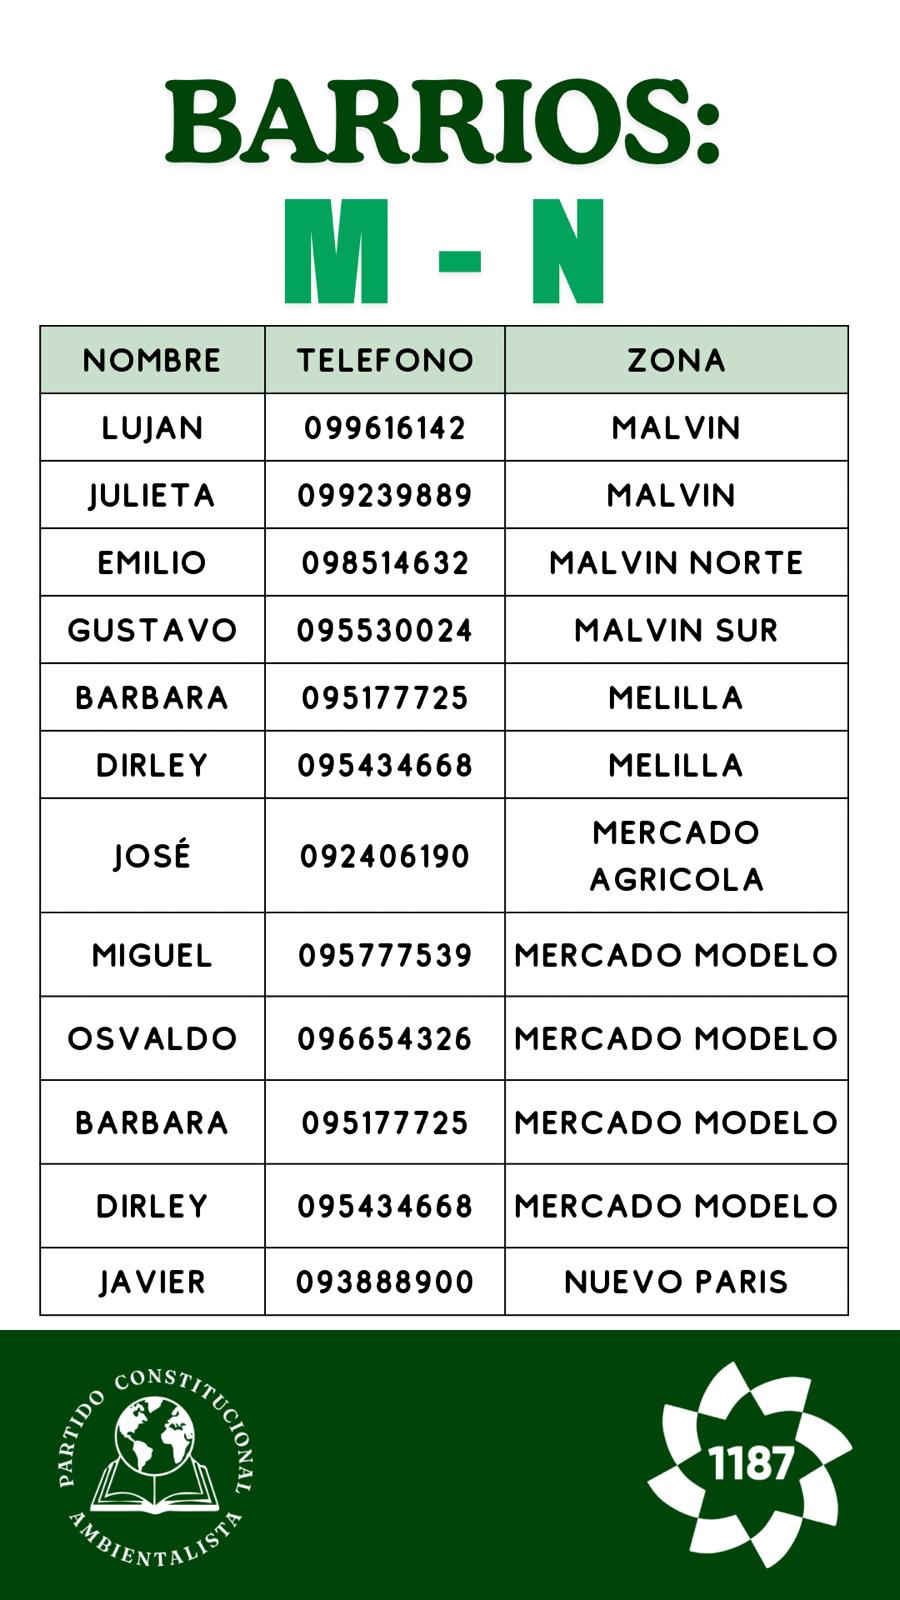 BARRIOS:
M - N
NOMBRE TELEFONO ZONA
LUJAN 099616142 MALVIN
JULIETA 099239889 MALVIN
EMILIO 098514632 MALVIN NORTE
GUSTAVO 095530024 MALVIN SUR
BARBARA 095177725 MELILLA
DIRLEY 095434668 MELILLA
JOSÉ 092406190 MERCADO
AGRICOLA
MIGUEL 095777539 MERCADO MODELO
OSVALDO 096654326 MERCADO MODELO
BARBARA 095177725 MERCADO MODELO
DIRLEY 095434668 MERCADO MODELO
JAVIER 093888900 NUEVO PARIS
PARTIDO CONSTITUCIONAL
AMBIENTALISTA
1187